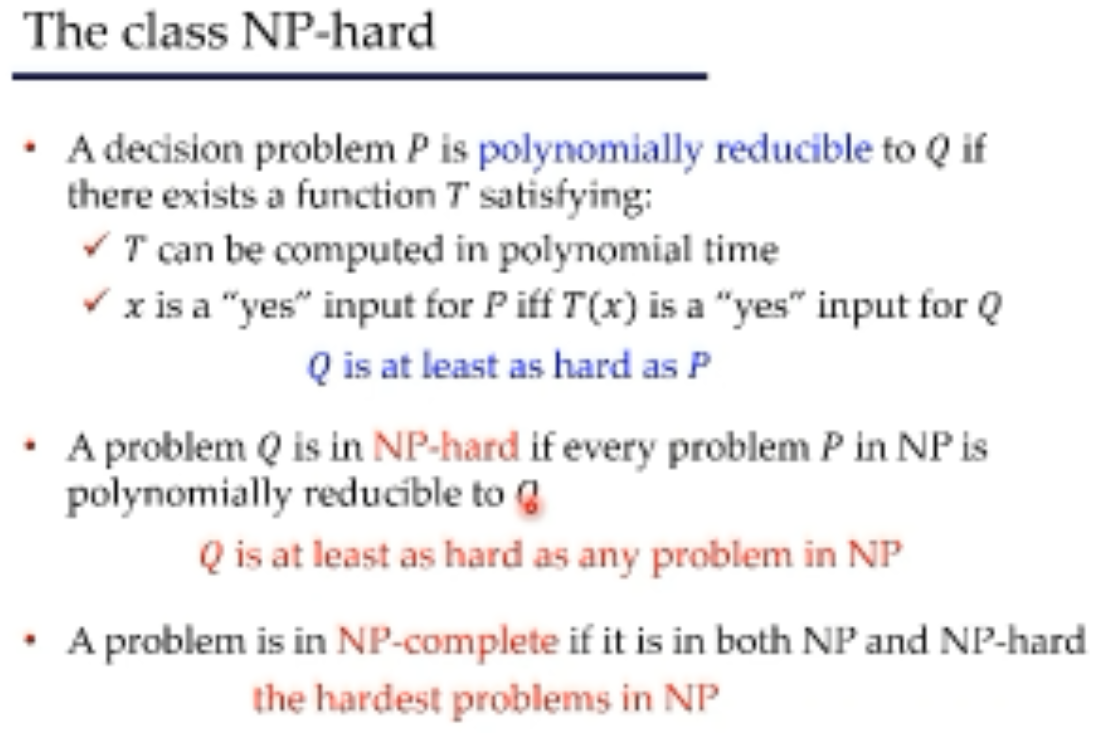 The class NP-hard
• A decision problem P is polynomially reducible to Q if
there exists a function T satisfying:
✓ T can be computed in polynomial time
✓ x is a “yes” input for P iff T(x) is a “yes” input for Q
Q is at least as hard as P
• A problem Q is in NP-hard if every problem P in NP is
polynomially reducible to Q
Q is at least as hard as any problem in NP
• A problem is in NP-complete if it is in both NP and NP-hard
the hardest problems in NP